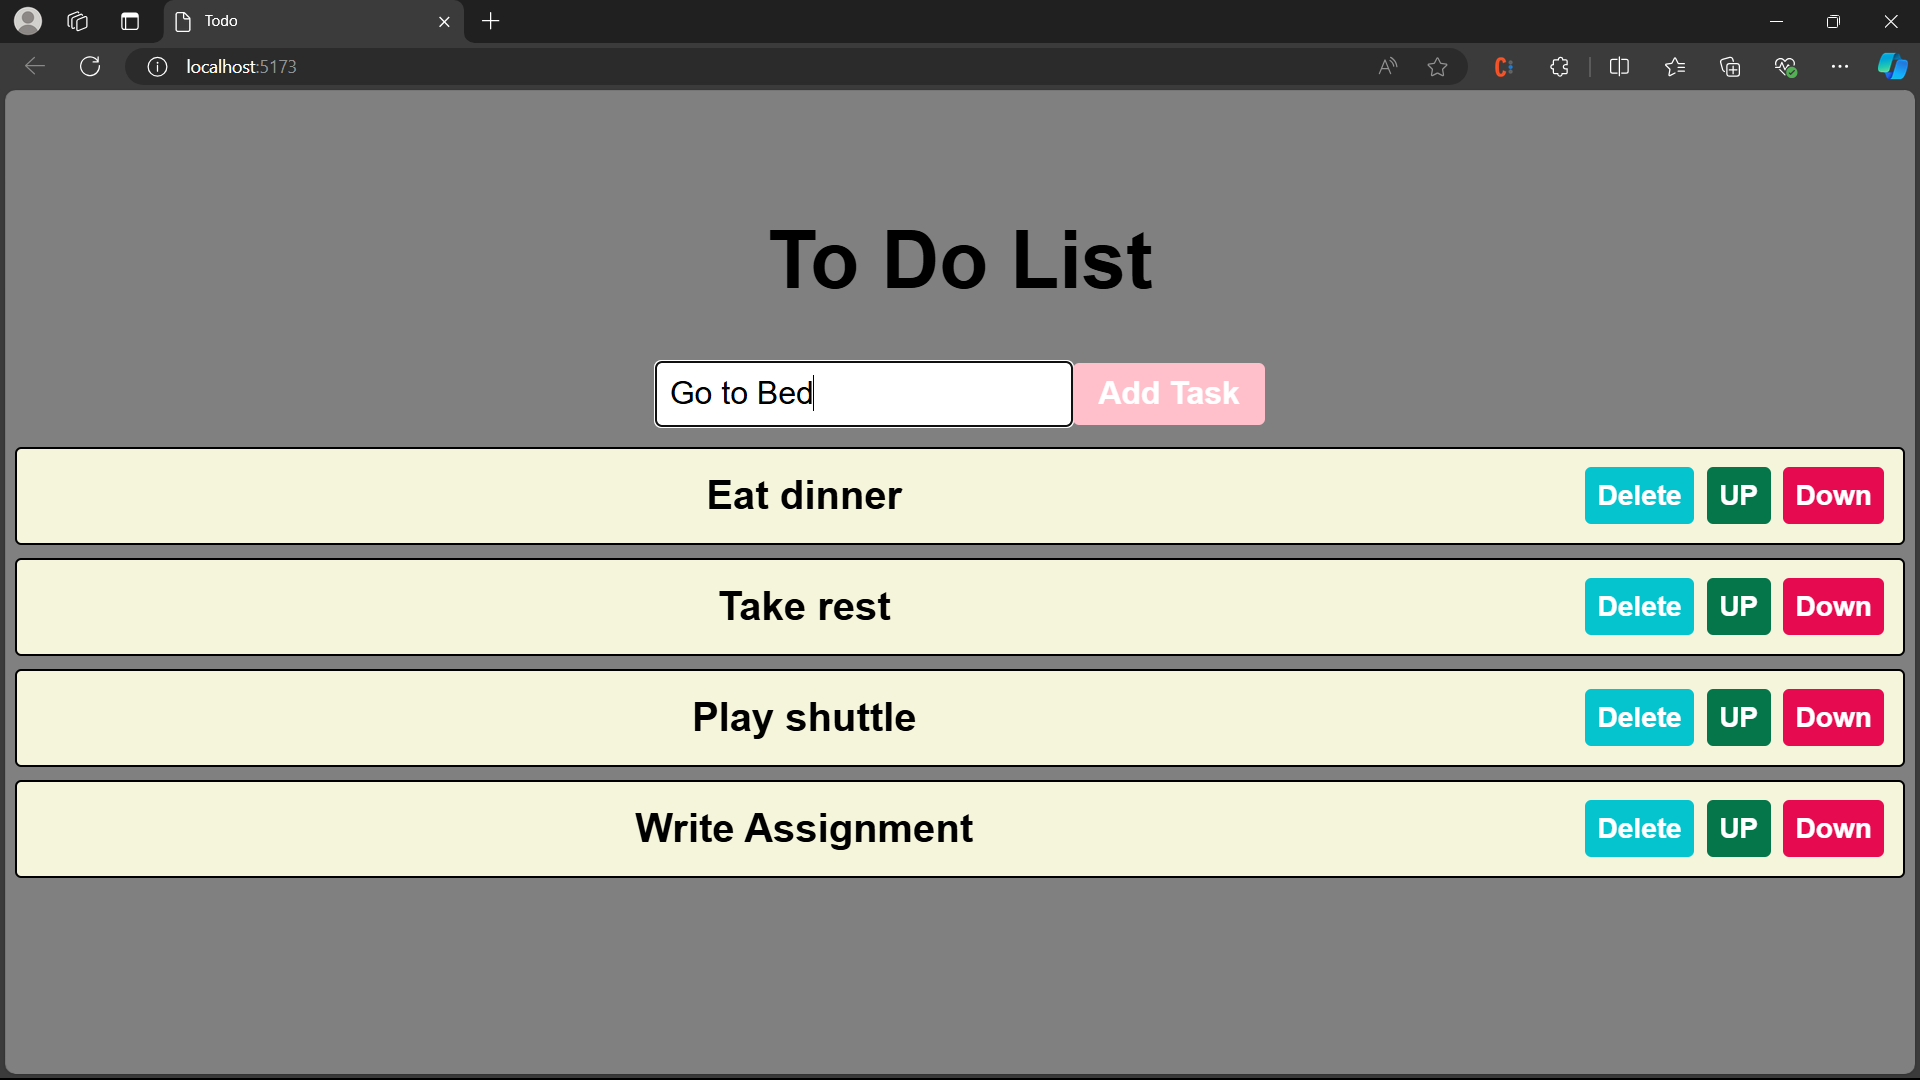 Todo
localhost:5173
To Do List
Go to Bed Add Task
Eat dinner Delete UP Down
Take rest Delete UP Down
Play shuttle Delete UP Down
Write Assignment Delete UP Down